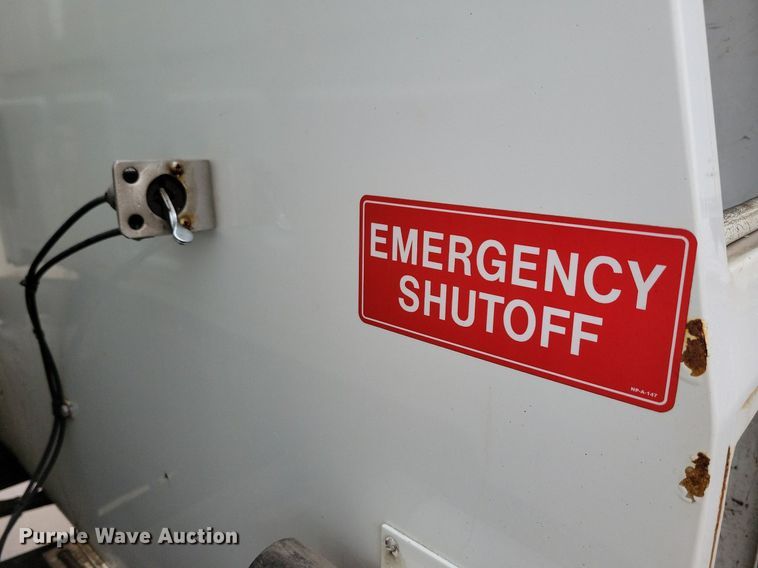 EMERGENCY
SHUTOFF
NP-A-147
Purple Wave Auction